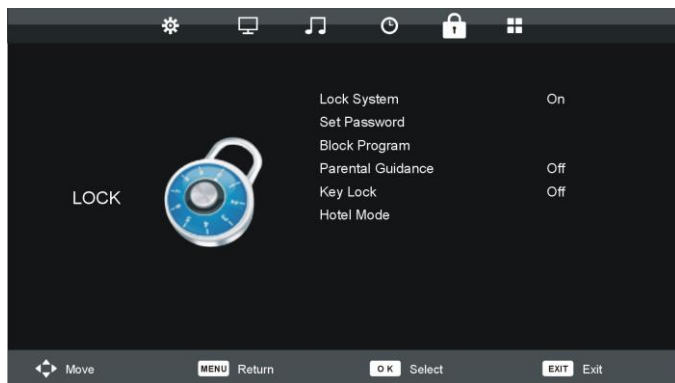 Lock System On
Set Password
Block Program
Parental Guidance Off
Key Lock Off
Hotel Mode
LOCK
Move MENU Return OK Select EXIT Exit